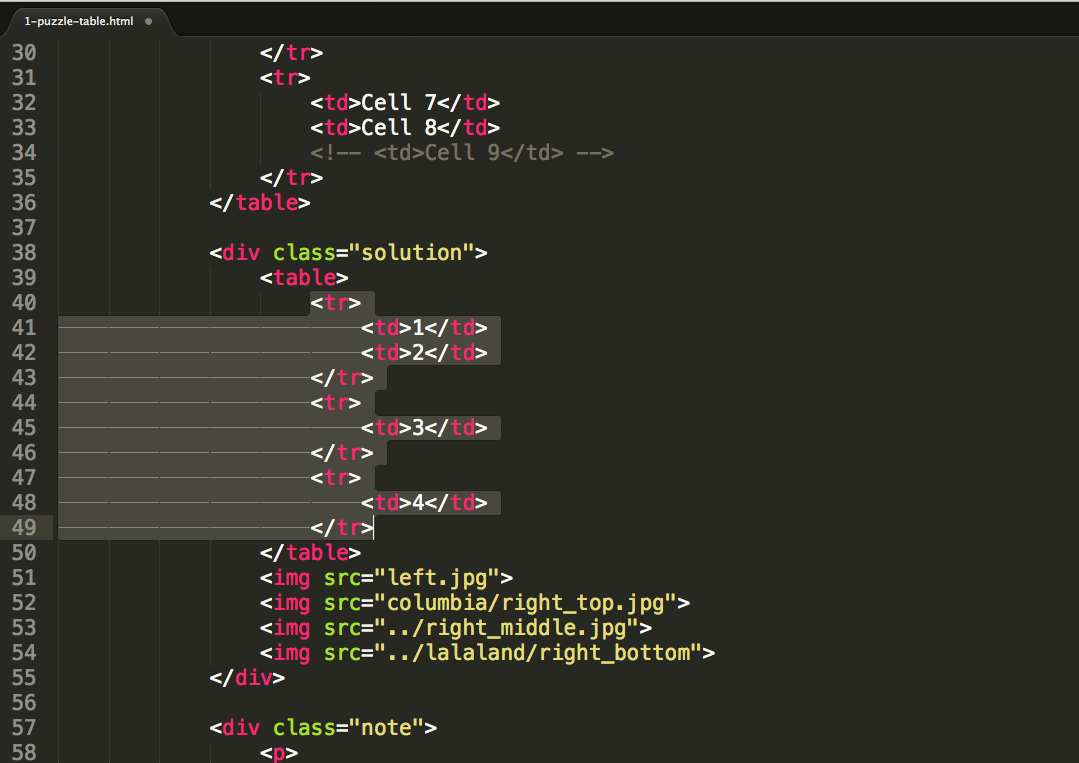 1-puzzle-table.html
30 </tr>
31 <tr>
32 <td>Cell 7</td>
33 <td>Cell 8</td>
34 <!-- <td>Cell 9</td> -->
35 </tr>
36 </table>
37
38 <div class="solution">
39 <table>
40 <tr>
41 <td>1</td>
42 <td>2</td>
43 </tr>
44 <tr>
45 <td>3</td>
46 </tr>
47 <tr>
48 <td>4</td>
49 </tr>
50 </table>
51 <img src="left.jpg">
52 <img src="columbia/right_top.jpg">
53 <img src="../right_middle.jpg">
54 <img src="../lalaland/right_bottom">
55 </div>
56
57 <div class="note">
58 <p>